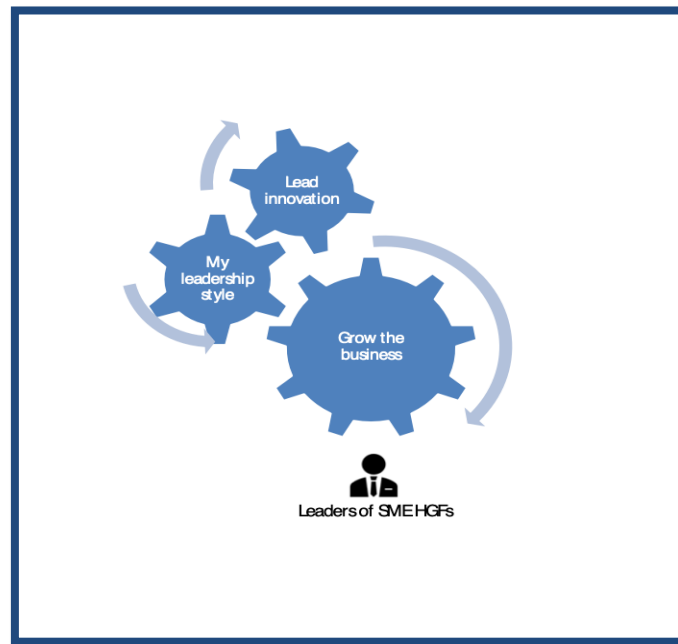 Lead
innovation
My
leadership
style
Grow the
business
Leaders of SME HGFs